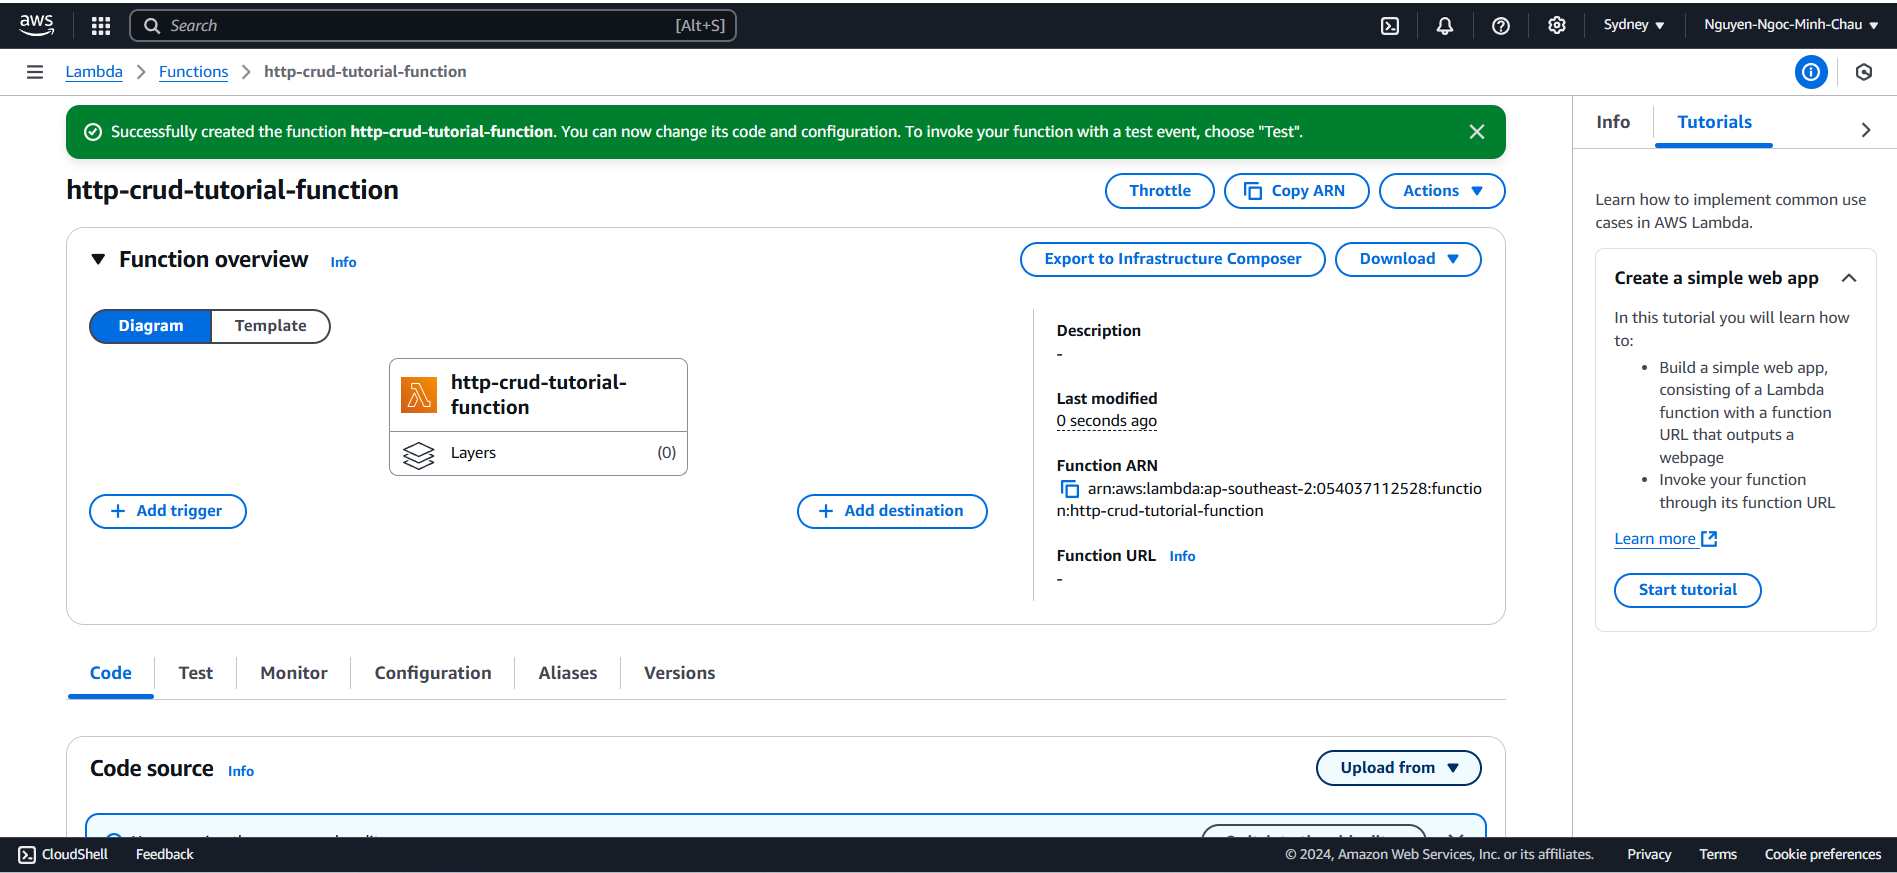 aws
Search [Alt+S]
Sydney ▼
Nguyen-Ngoc-Minh-Chau ▼
Lambda > Functions > http-crud-tutorial-function
Successfully created the function http-crud-tutorial-function. You can now change its code and configuration. To invoke your function with a test event, choose "Test".
http-crud-tutorial-function
Throttle
Copy ARN
Actions ▼
▼ Function overview Info
Export to Infrastructure Composer
Download ▼
Diagram
Template
http-crud-tutorial-
function
Layers (0)
+ Add trigger
+ Add destination
Description
-
Last modified
0 seconds ago
Function ARN
arn:aws:lambda:ap-southeast-2:054037112528:functio
n:http-crud-tutorial-function
Function URL Info
-
Code
Test
Monitor
Configuration
Aliases
Versions
Code source Info
Upload from ▼
Info
Tutorials
Learn how to implement common use
cases in AWS Lambda.
Create a simple web app
In this tutorial you will learn how
to:
• Build a simple web app,
consisting of a Lambda
function with a function
URL that outputs a
webpage
• Invoke your function
through its function URL
Learn more
Start tutorial
CloudShell
Feedback
© 2024, Amazon Web Services, Inc. or its affiliates.
Privacy
Terms
Cookie preferences